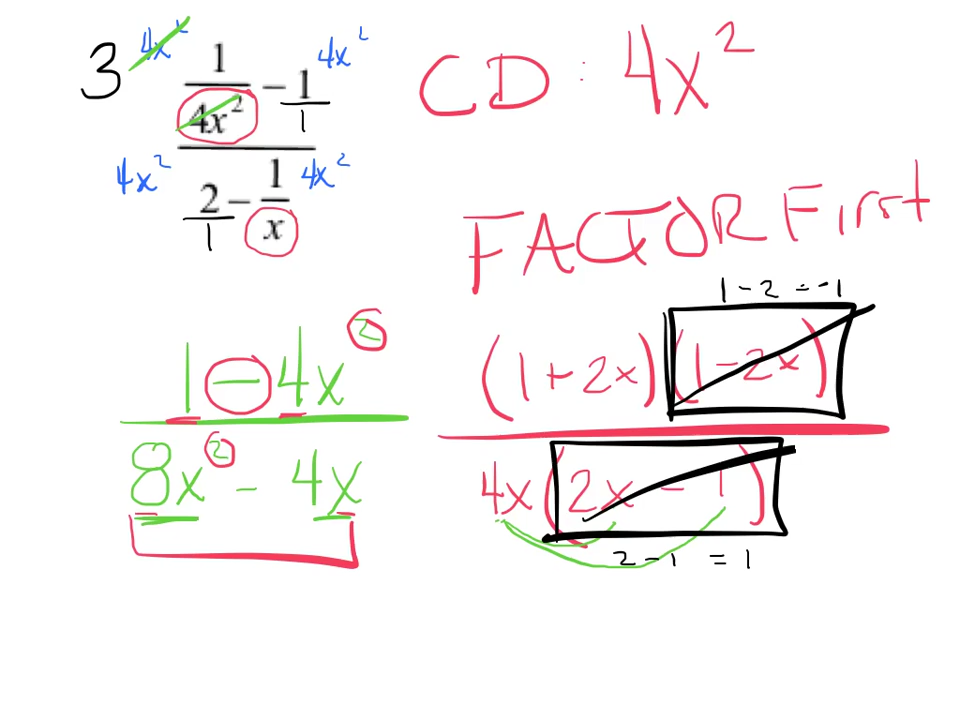 3 4x² 1/4x² - 1/1 4x²
4x² 2/1 - 1/x 4x²
CD: 4x²
FACTOR First
1 - 4x²
8x² - 4x
1 - 2 = -1
(1 + 2x)(1 - 2x)
4x(2x - 1)
2 - 1 = 1